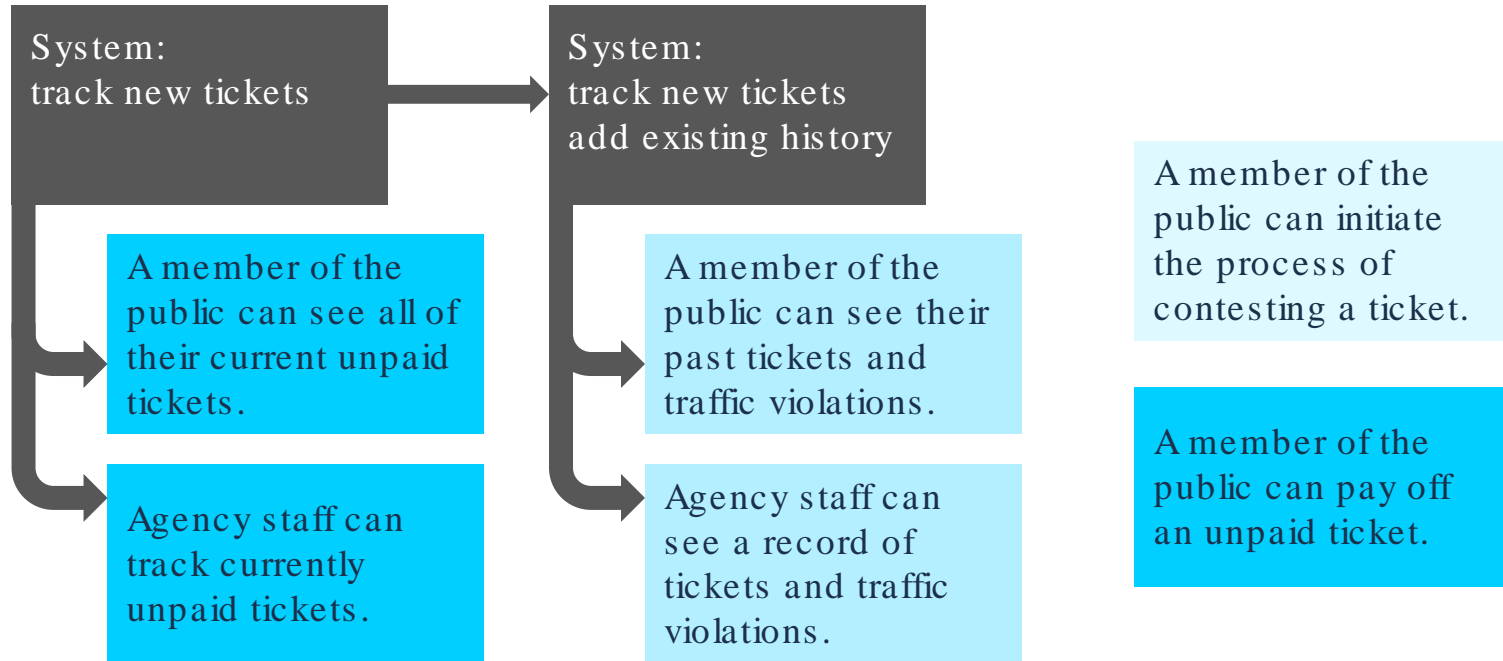 System:
track new tickets
System:
track new tickets
add existing history
A member of the
public can see all of
their current unpaid
tickets.
Agency staff can
track currently
unpaid tickets.
A member of the
public can see their
past tickets and
traffic violations.
Agency staff can
see a record of
tickets and traffic
violations.
A member of the
public can initiate
the process of
contesting a ticket.
A member of the
public can pay off
an unpaid ticket.